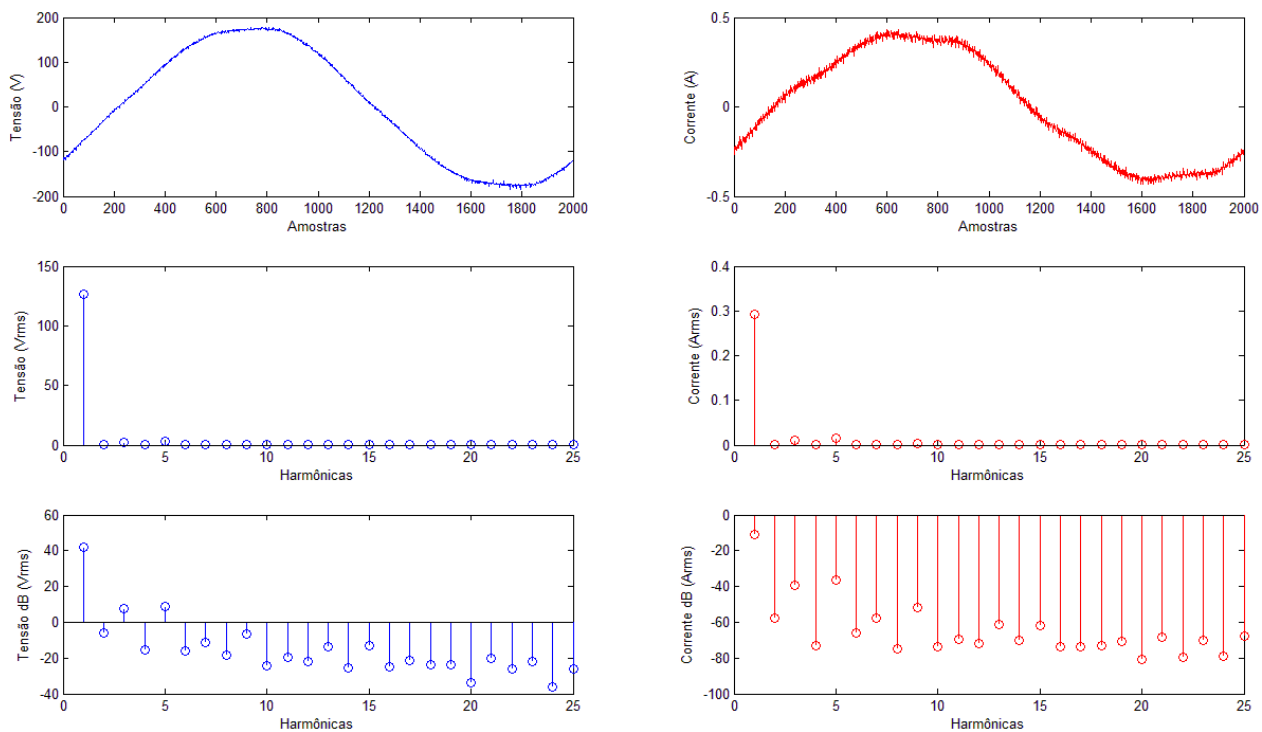 Tensão (V)
200
100
0
-100
-200
0 200 400 600 800 1000 1200 1400 1600 1800 2000
Amostras
Corrente (A)
0.5
0
-0.5
0 200 400 600 800 1000 1200 1400 1600 1800 2000
Amostras
Tensão (Vrms)
150
100
50
0
0 5 10 15 20 25
Harmônicas
Corrente (Arms)
0.4
0.3
0.2
0.1
0
0 5 10 15 20 25
Harmônicas
Tensão dB (Vrms)
60
40
20
0
-20
-40
0 5 10 15 20 25
Harmônicas
Corrente dB (Arms)
0
-20
-40
-60
-80
-100
0 5 10 15 20 25
Harmônicas